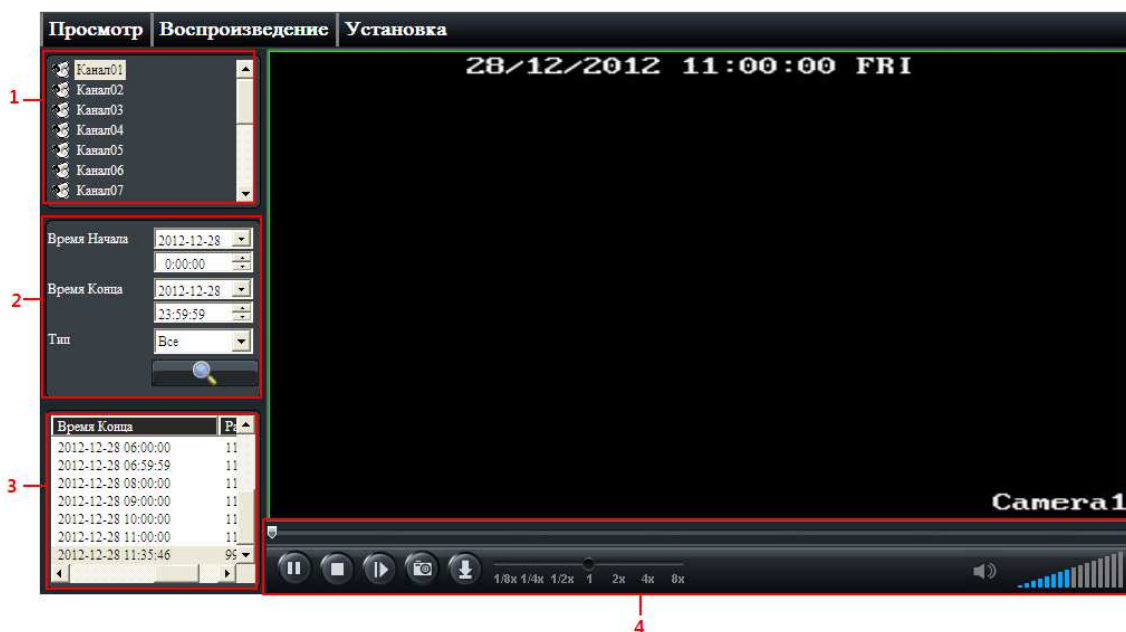 Просмотр Воспроизведение Установка
28/12/2012 11:00:00 FRI
1
Канал01
Канал02
Канал03
Канал04
Канал05
Канал06
Канал07
2
Время Начала 2012-12-28
0:00:00
Время Конца 2012-12-28
23:59:59
Тип Все
3
Время Конца Ра
2012-12-28 06:00:00 11
2012-12-28 06:59:59 11
2012-12-28 08:00:00 11
2012-12-28 09:00:00 11
2012-12-28 10:00:00 11
2012-12-28 11:00:00 11
2012-12-28 11:35:46 99
Camera1
1/8x 1/4x 1/2x 1 2x 4x 8x
4